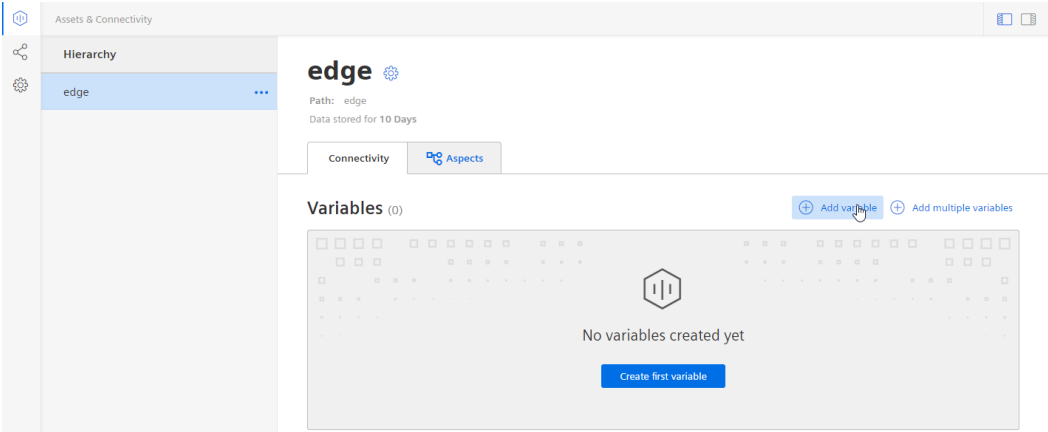 Assets & Connectivity
Hierarchy
edge
edge
Path: edge
Data stored for 10 Days
Connectivity
Aspects
Variables (0)
Add variable
Add multiple variables
No variables created yet
Create first variable